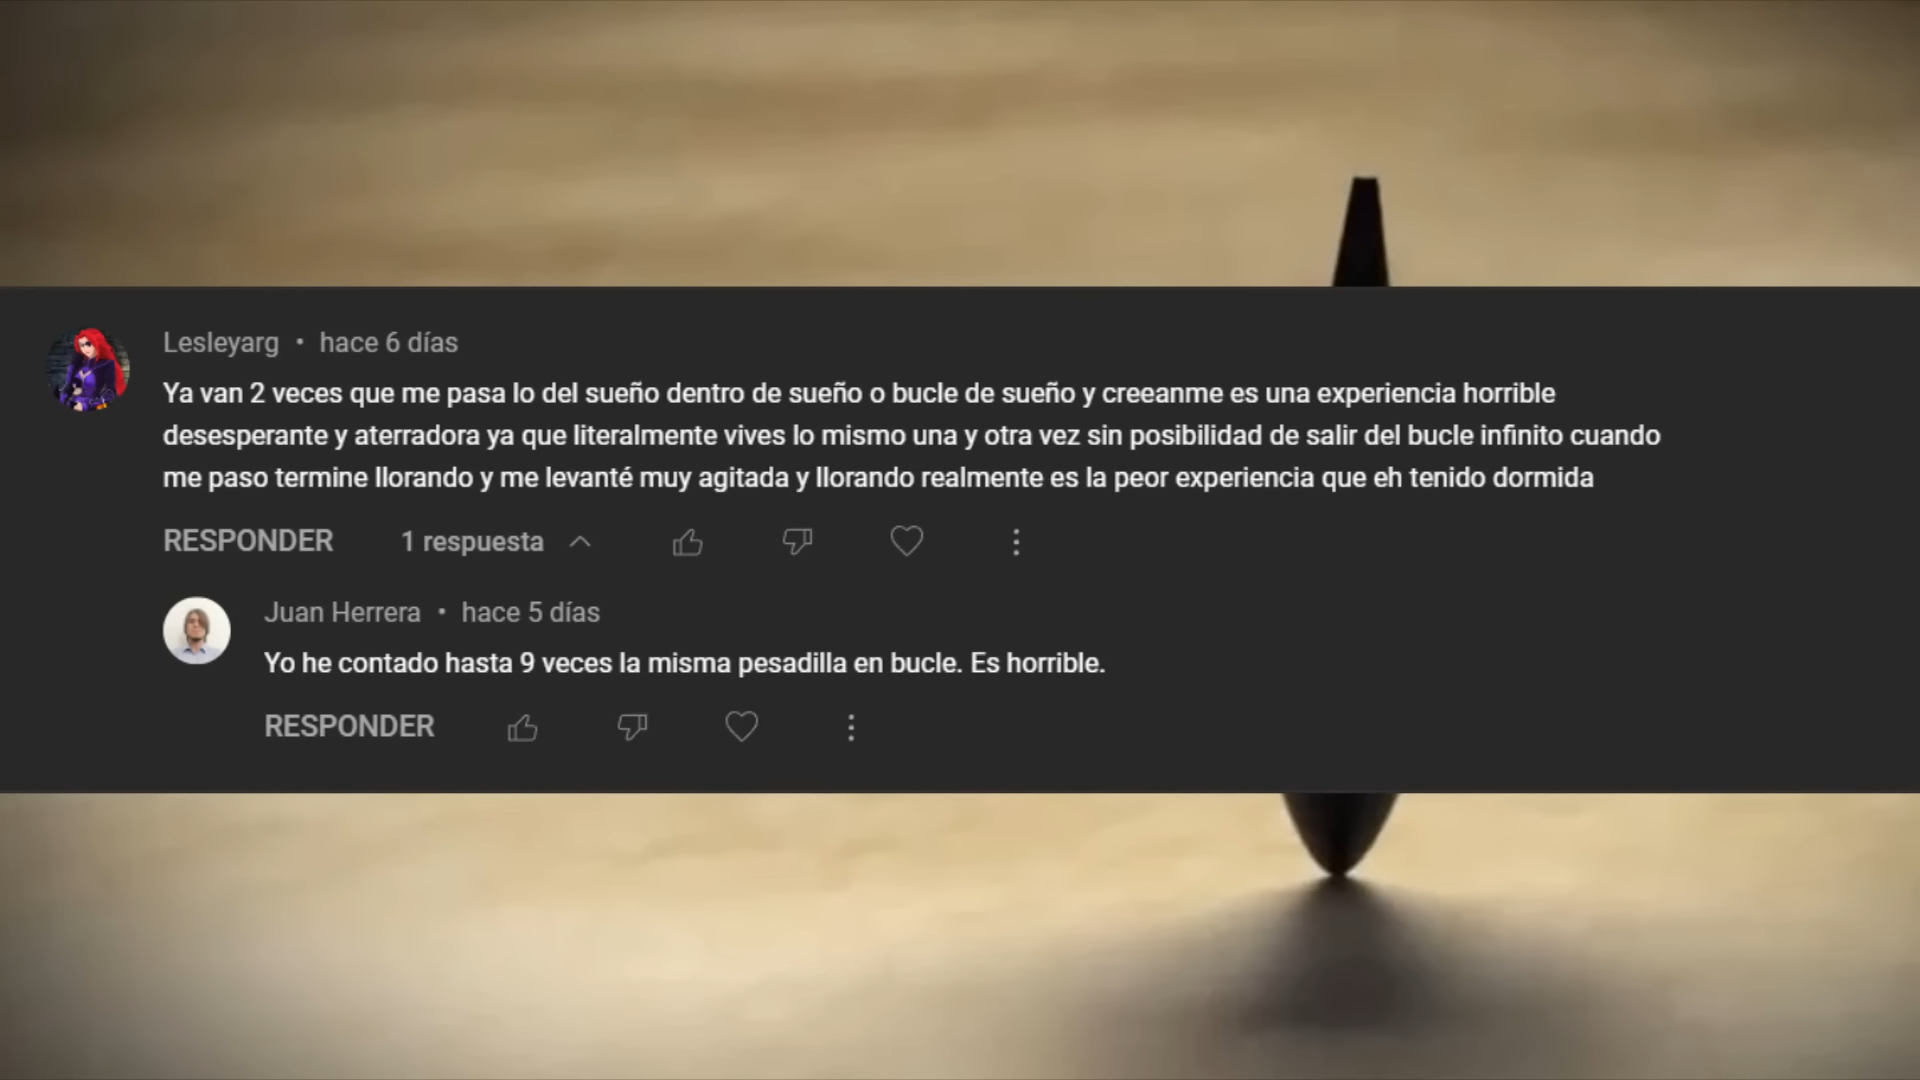 Lesleyarg • hace 6 días
Ya van 2 veces que me pasa lo del sueño dentro de sueño o bucle de sueño y creeanme es una experiencia horrible
desesperante y aterradora ya que literalmente vives lo mismo una y otra vez sin posibilidad de salir del bucle infinito cuando
me paso termine llorando y me levanté muy agitada y llorando realmente es la peor experiencia que eh tenido dormida
RESPONDER 1 respuesta
Juan Herrera • hace 5 días
Yo he contado hasta 9 veces la misma pesadilla en bucle. Es horrible.
RESPONDER